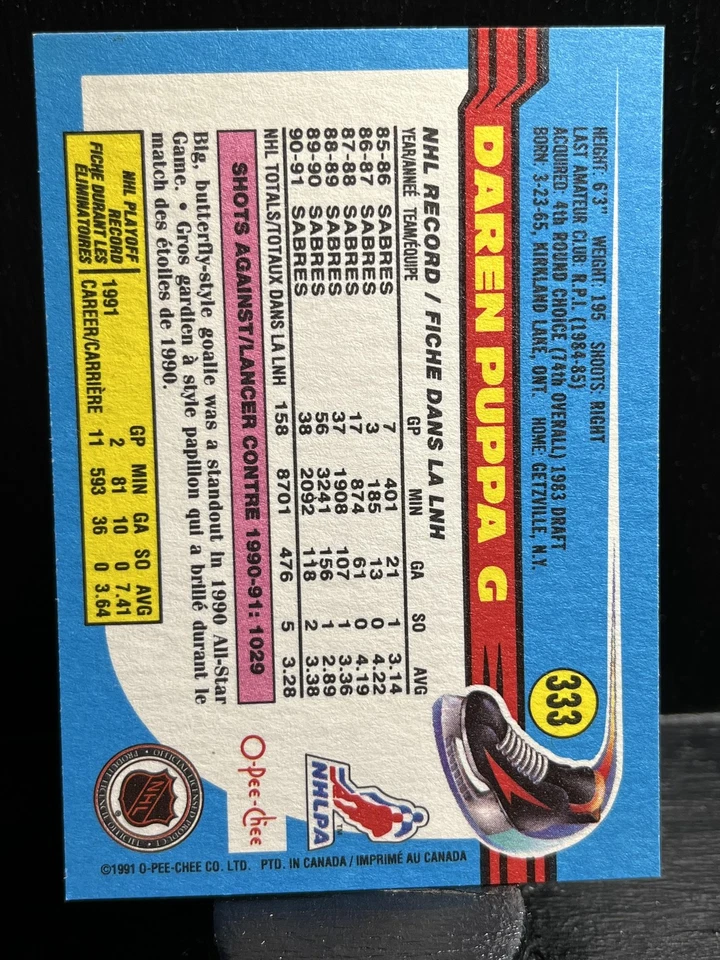 333
DAREN PUPPA G
HEIGHT: 6'3" WEIGHT: 195 SHOOTS: RIGHT
LAST AMATEUR CLUB: R.P.I. (1984-85)
ACQUIRED: 4th ROUND CHOICE (74th OVERALL) 1983 DRAFT
BORN: 3-23-65, KIRKLAND LAKE, ONT. HOME: GETZVILLE, N.Y.
NHL RECORD / FICHE DANS LA LNH
YEAR/ANNÉE TEAM/ÉQUIPE GP MIN GA SO AVG
85-86 SABRES 7 401 21 1 3.14
86-87 SABRES 3 185 13 0 4.22
87-88 SABRES 17 874 61 0 4.19
88-89 SABRES 37 1908 107 1 3.36
89-90 SABRES 56 3241 156 1 2.89
90-91 SABRES 38 2092 118 2 3.38
NHL TOTALS/TOTAUX DANS LA LNH 158 8701 476 5 3.28
SHOTS AGAINST/LANCER CONTRE 1990-91: 1029
Big, butterfly-style goalie was a standout in 1990 All-Star
Game. • Gros gardien à style papillon qui a brillé durant le
match des étoiles de 1990.
NHL PLAYOFF
RECORD
FICHE DURANT LES
ÉLIMINATOIRES
GP MIN GA SO AVG
1991 2 81 10 0 7.41
CAREER/CARRIÈRE 11 593 36 0 3.64
NHLPA
TM
O-Pee-Chee
NHL
OFFICIAL LICENSED PRODUCT • PRODUIT LICENCIÉ OFFICIEL •
©1991 O-PEE-CHEE CO. LTD. PTD. IN CANADA / IMPRIMÉ AU CANADA